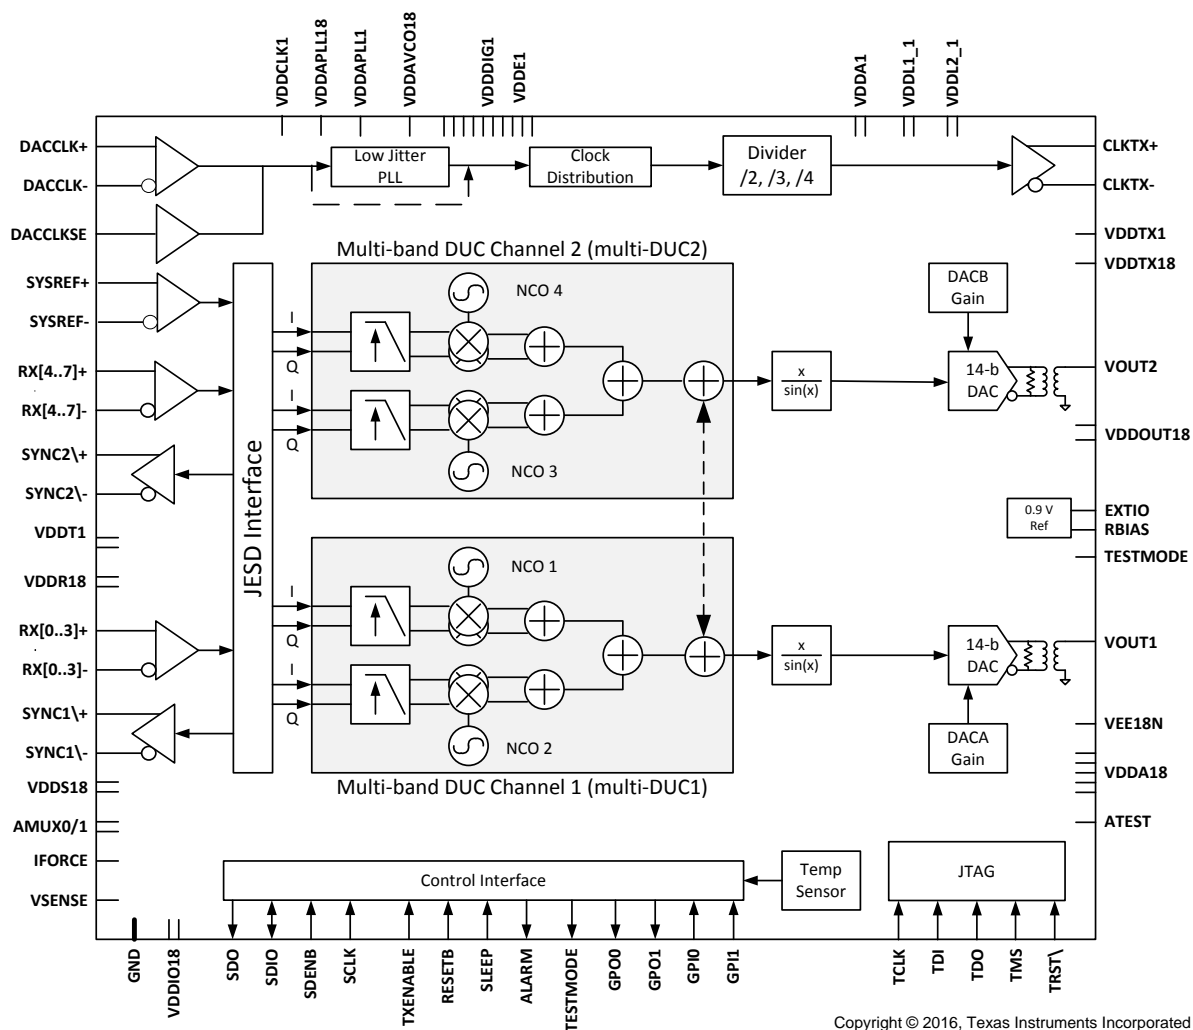 VDDCLK1
VDDAPLL18
VDDAPLL1
VDDAVCO18
VDDDIG1
VDDE1
VDDA1
VDDL1_1
VDDL2_1
DACCLK+
DACCLK-
DACCLKSE
SYSREF+
SYSREF-
RX[4..7]+
RX[4..7]-
SYNC2\+
SYNC2\-
VDDT1
VDDR18
RX[0..3]+
RX[0..3]-
SYNC1\+
SYNC1\-
VDDS18
AMUX0/1
IFORCE
VSENSE
Low Jitter
PLL
Clock
Distribution
Divider
/2, /3, /4
CLKTX+
CLKTX-
VDDTX1
VDDTX18
VOUT2
VDDOUT18
EXTIO
RBIAS
TESTMODE
VOUT1
VEE18N
VDDA18
ATEST
JESD Interface
Multi-band DUC Channel 2 (multi-DUC2)
I
Q
I
Q
NCO 4
NCO 3
x
sin(x)
DACB
Gain
14-b
DAC
0.9 V
Ref
I
Q
I
Q
NCO 1
NCO 2
x
sin(x)
14-b
DAC
DACA
Gain
Multi-band DUC Channel 1 (multi-DUC1)
Control Interface
Temp
Sensor
JTAG
GND
VDDIO18
SDO
SDIO
SDENB
SCLK
TXENABLE
RESETB
SLEEP
ALARM
TESTMODE
GPO0
GPO1
GPI0
GPI1
TCLK
TDI
TDO
TMS
TRST\
Copyright © 2016, Texas Instruments Incorporated